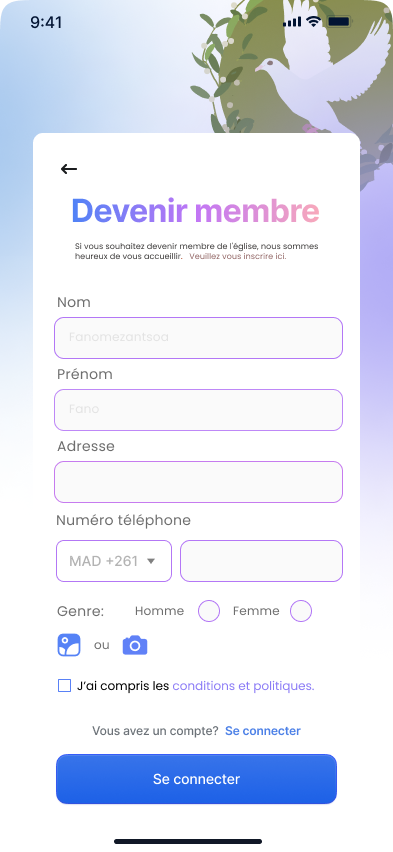 9:41
Devenir membre
Si vous souhaitez devenir membre de l'église, nous sommes
heureux de vous accueillir. Veuillez vous inscrire ici.
Nom
Fanomezantsoa
Prénom
Fano
Adresse
Numéro téléphone
MAD +261
Genre: Homme Femme
ou
J'ai compris les conditions et politiques.
Vous avez un compte? Se connecter
Se connecter